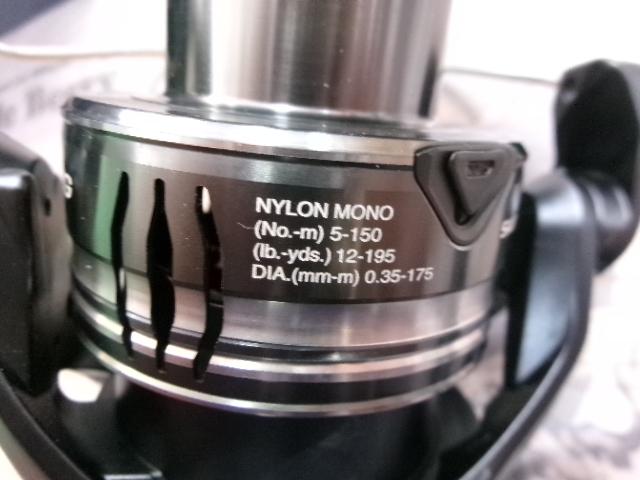 NYLON MONO
(No.-m) 5-150
(lb.-yds.) 12-195
DIA.(mm-m) 0.35-175